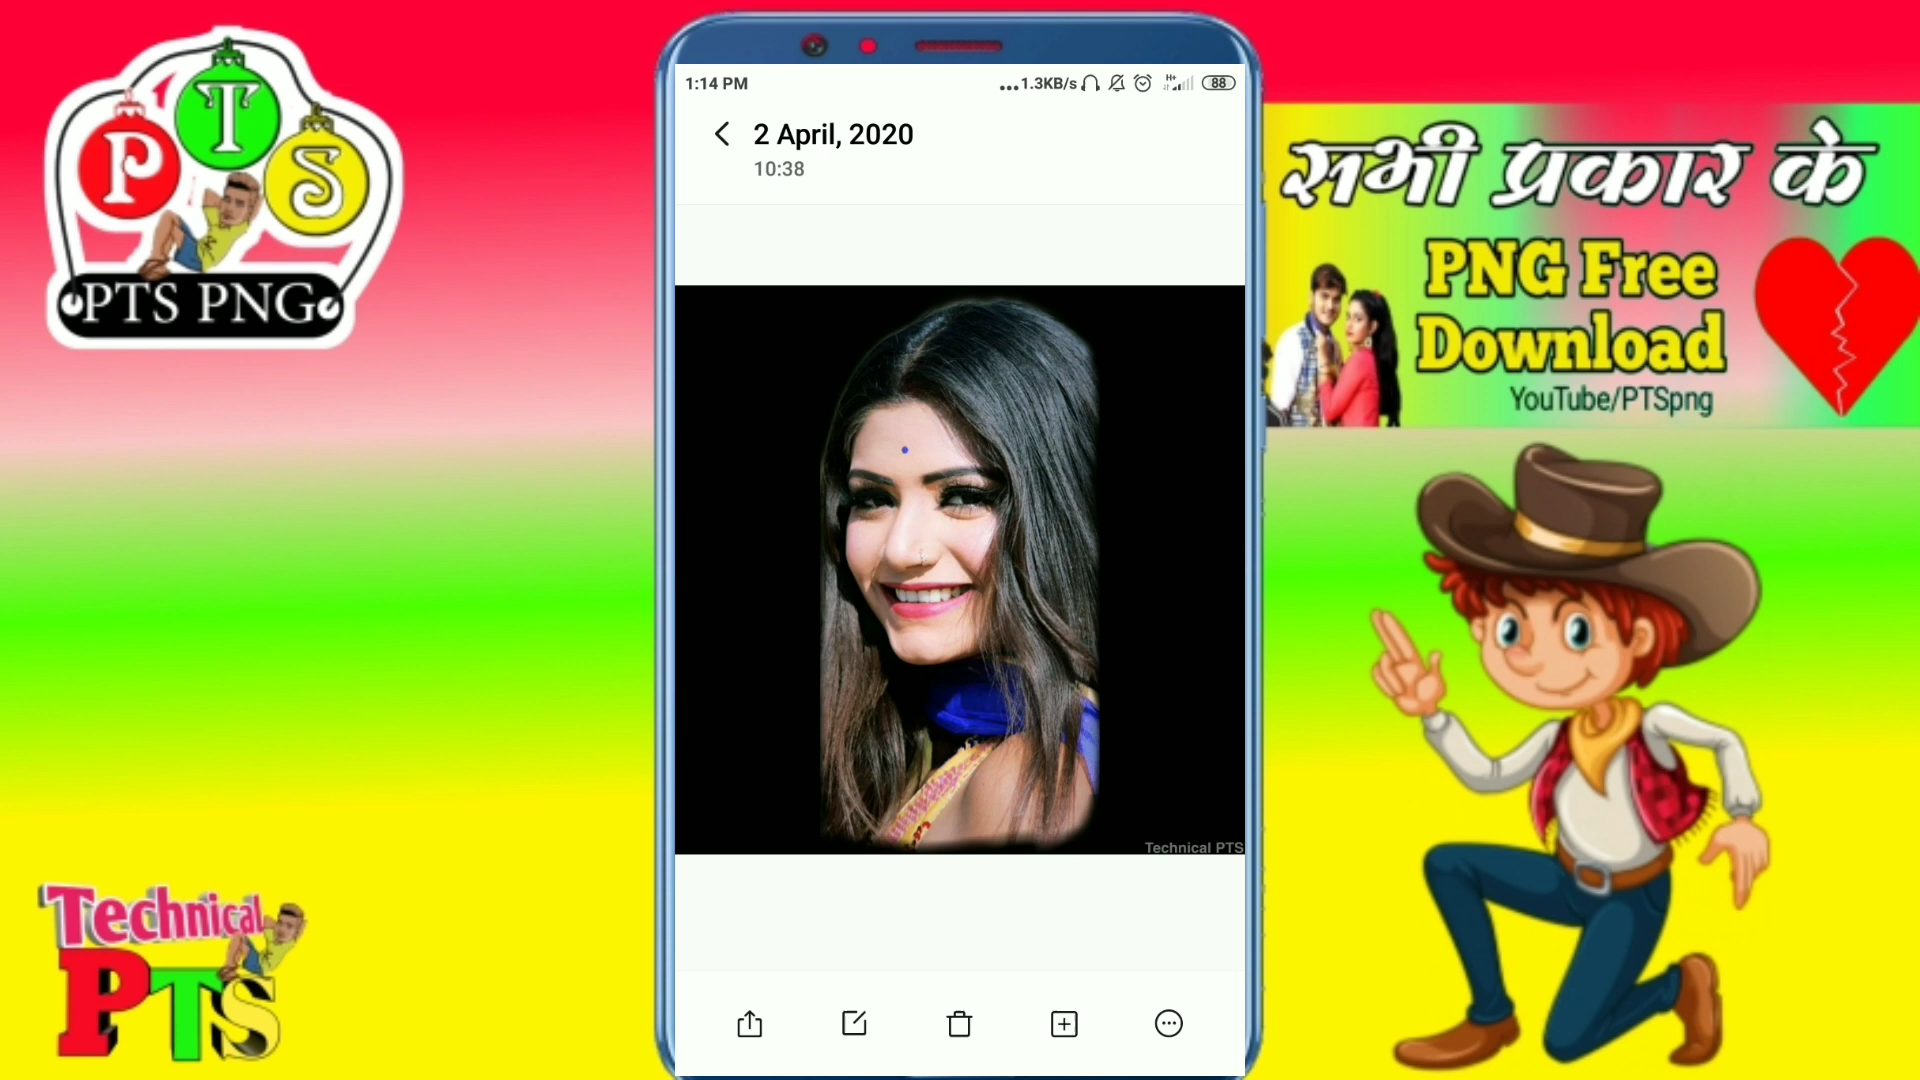 P
T
S
PTS PNG
1:14 PM
...1.3KB/s
H+
88
2 April, 2020
10:38
Technical PTS
सभी प्रकार के
PNG Free
Download
YouTube/PTSpng
Technical
PTS